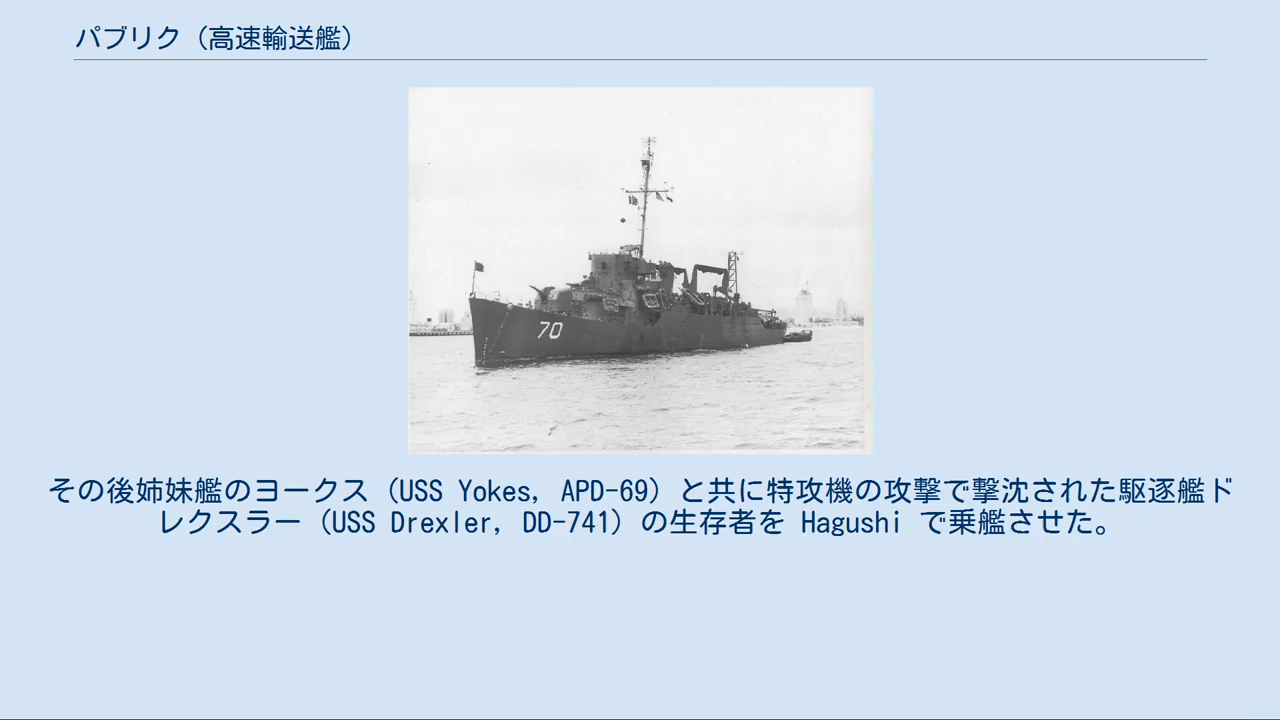 パブリク（高速輸送艦）
70
その後姉妹艦のヨークス（USS Yokes, APD-69）と共に特攻機の攻撃で撃沈された駆逐艦ド
レクスラー（USS Drexler, DD-741）の生存者を Hagushi で乗艦させた。